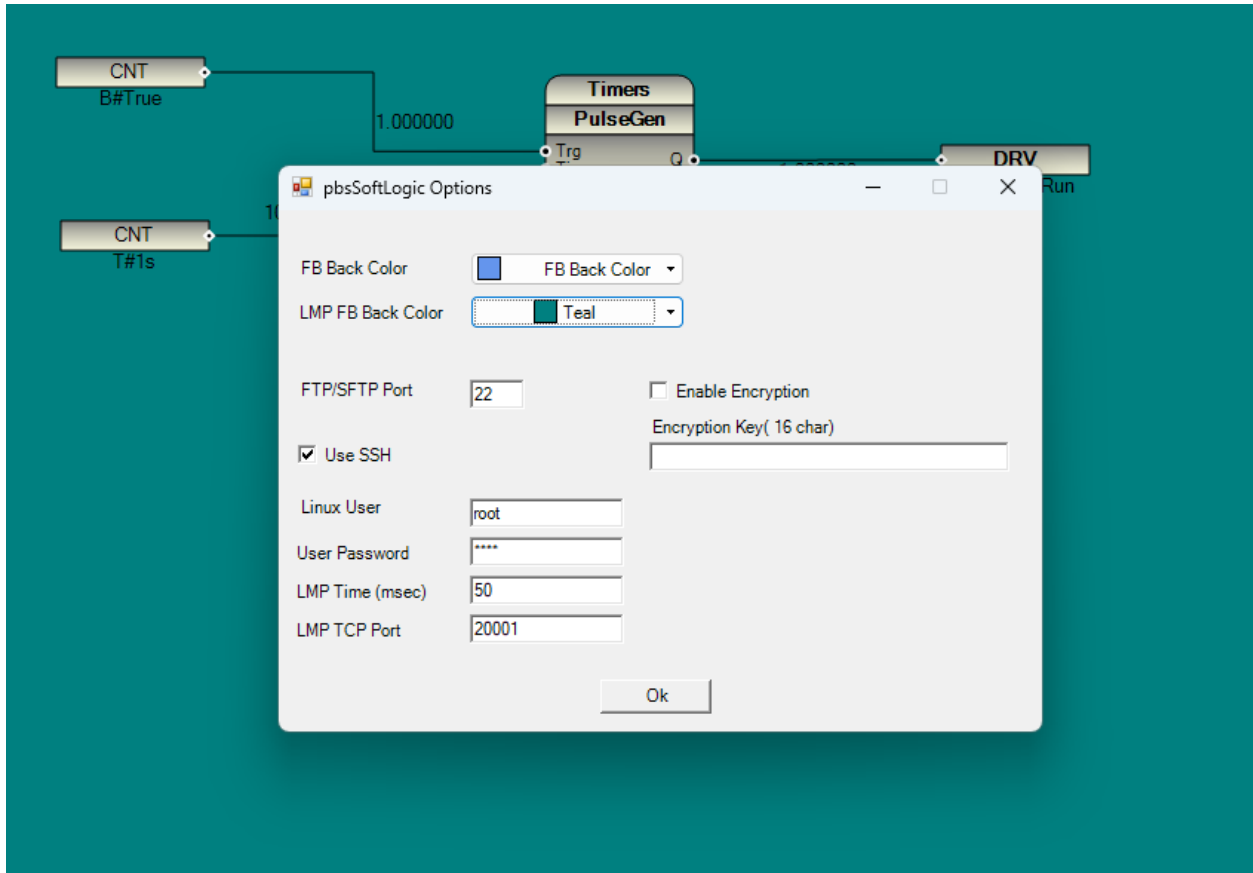 CNT
B#True
1.000000
Timers
PulseGen
Trg
Q
DRV
Run
CNT
T#1s
pbsSoftLogic Options
FB Back Color
FB Back Color
LMP FB Back Color
Teal
FTP/SFTP Port
22
Enable Encryption
Encryption Key( 16 char)
Use SSH
Linux User
root
User Password
****
LMP Time (msec)
50
LMP TCP Port
20001
Ok